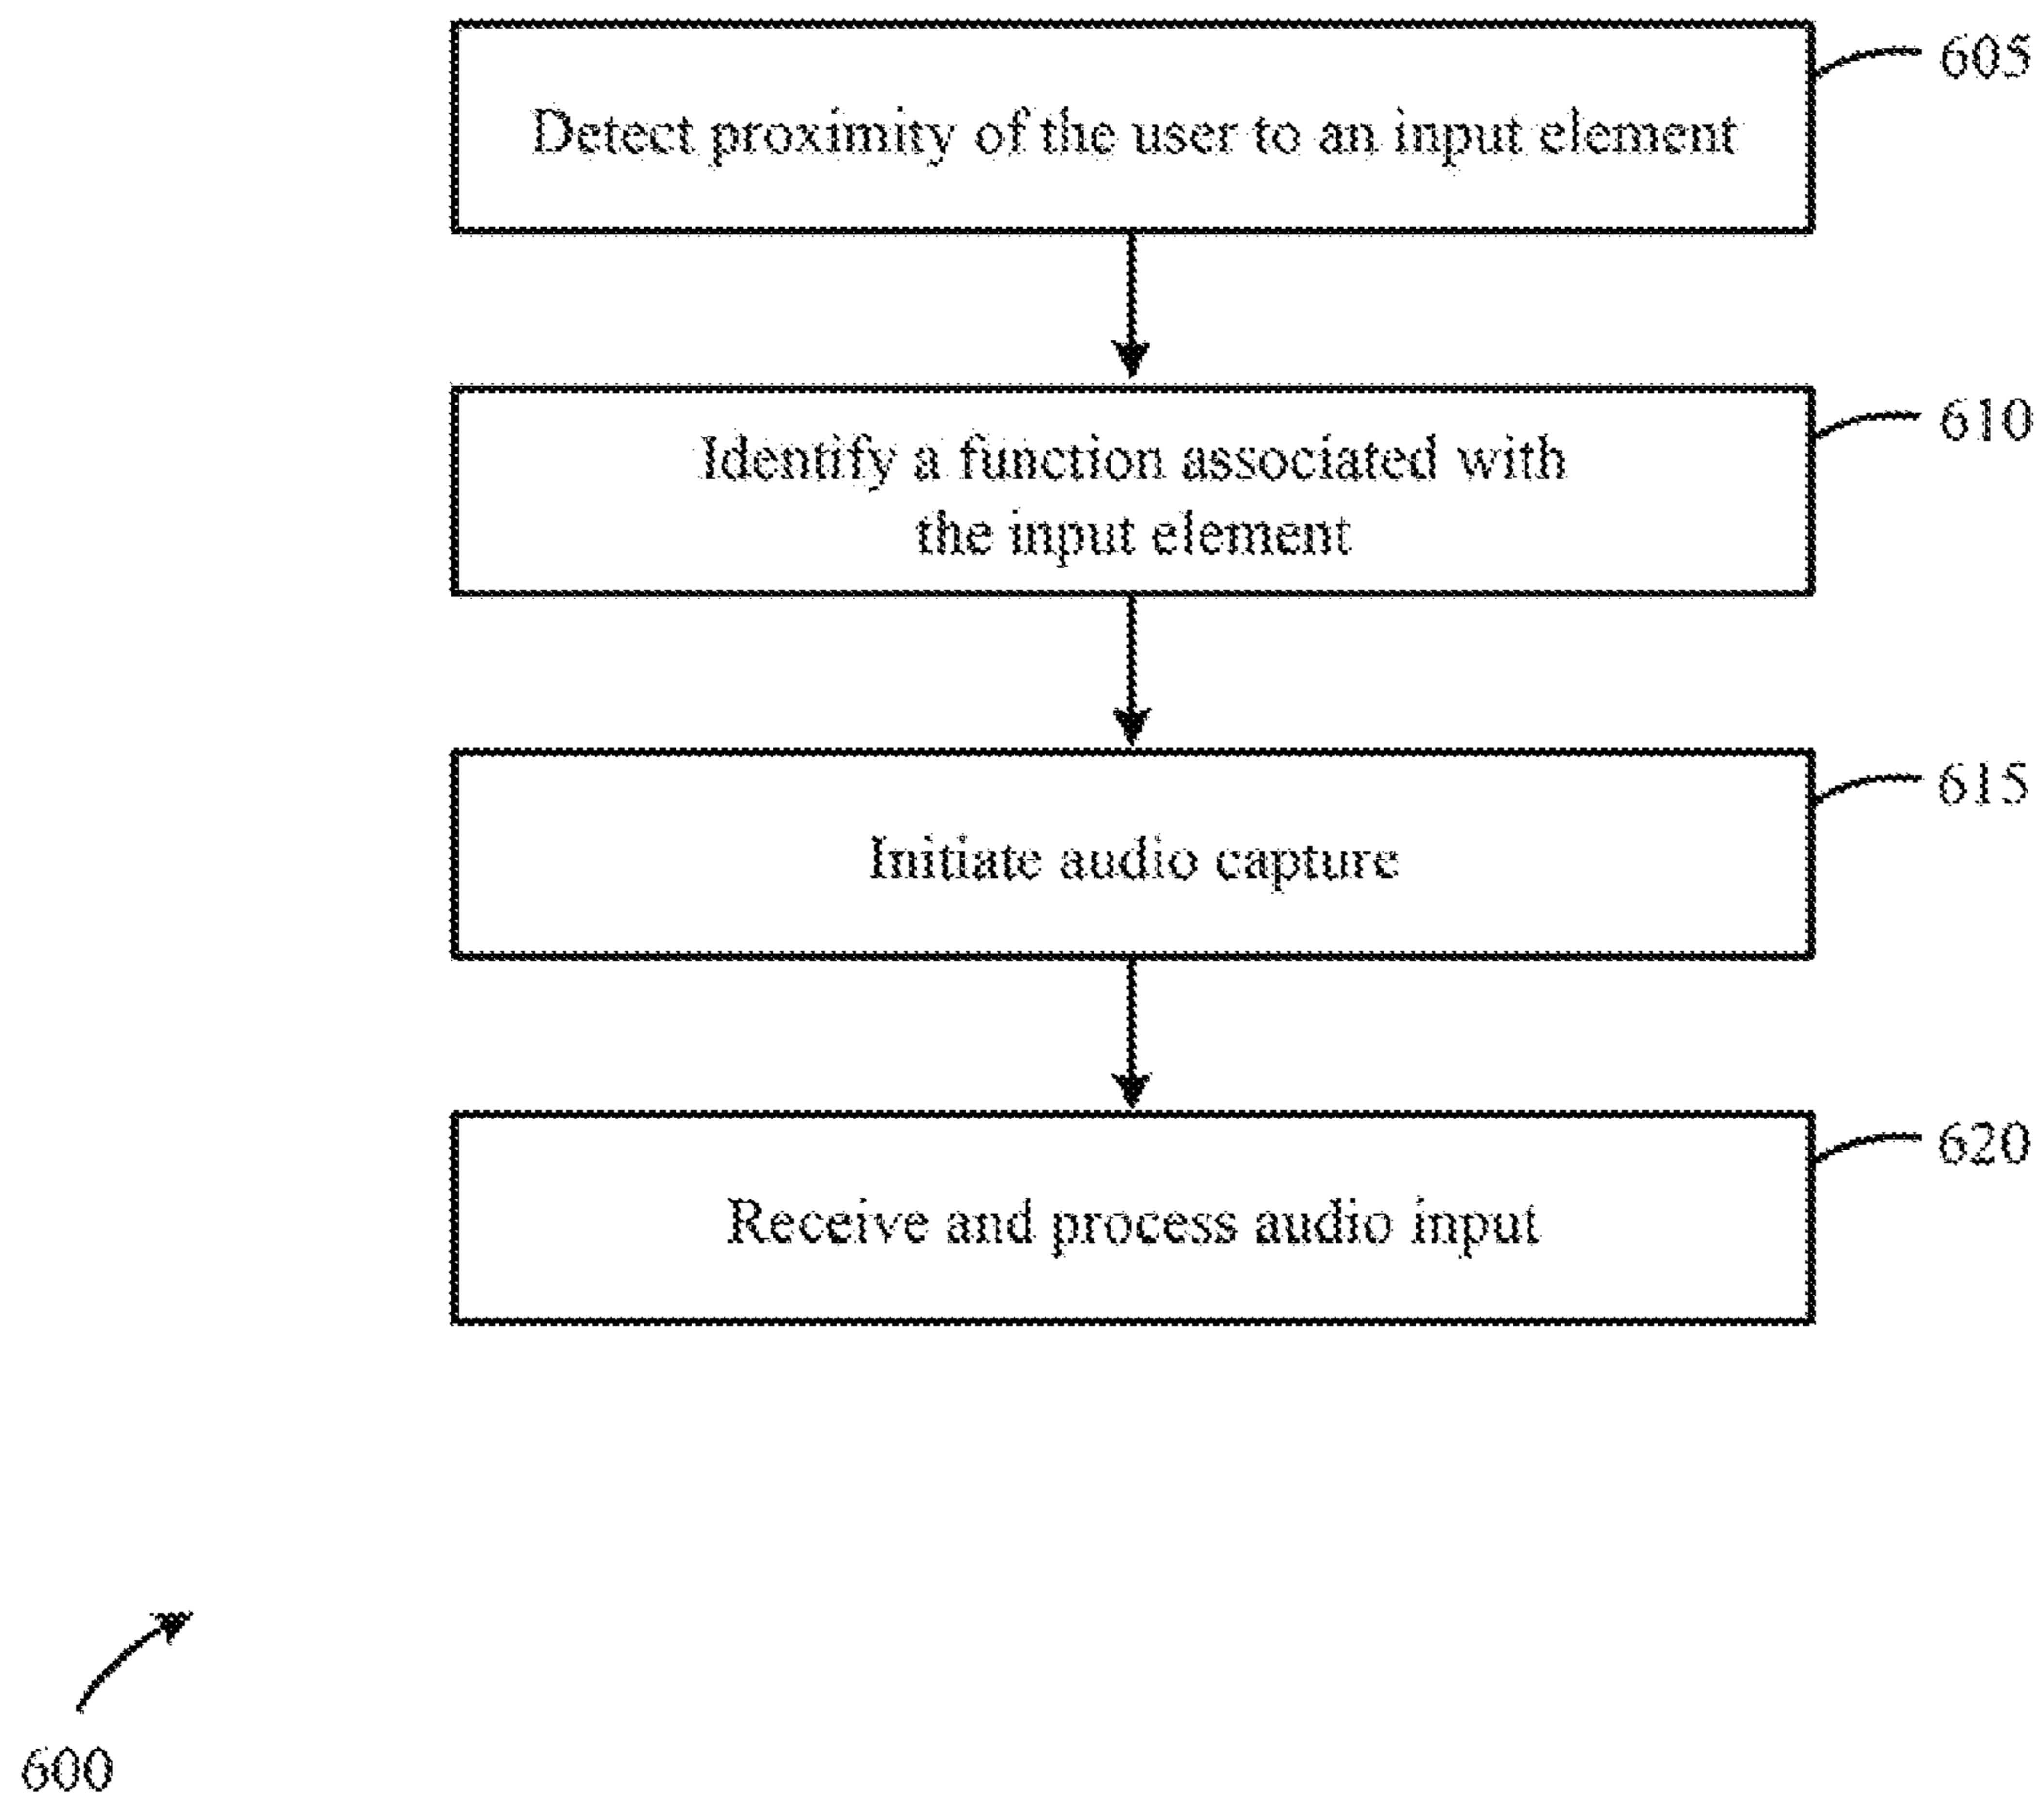 Detect proximity of the user to an input element
605
Identify a function associated with
the input element
610
Initiate audio capture
615
Receive and process audio input
620
600